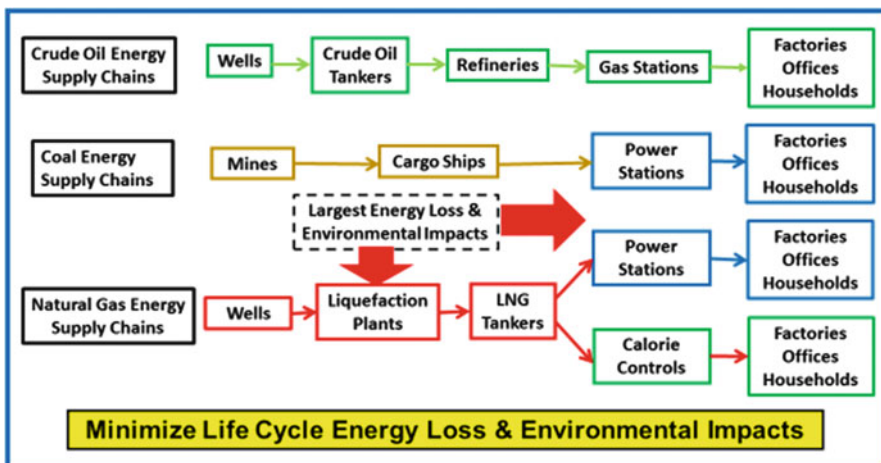 Crude Oil Energy
Supply Chains
Wells
Crude Oil
Tankers
Refineries
Gas Stations
Factories
Offices
Households
Coal Energy
Supply Chains
Mines
Cargo Ships
Power
Stations
Factories
Offices
Households
Largest Energy Loss &
Environmental Impacts
Natural Gas Energy
Supply Chains
Wells
Liquefaction
Plants
LNG
Tankers
Power
Stations
Factories
Offices
Households
Calorie
Controls
Factories
Offices
Households
Minimize Life Cycle Energy Loss & Environmental Impacts